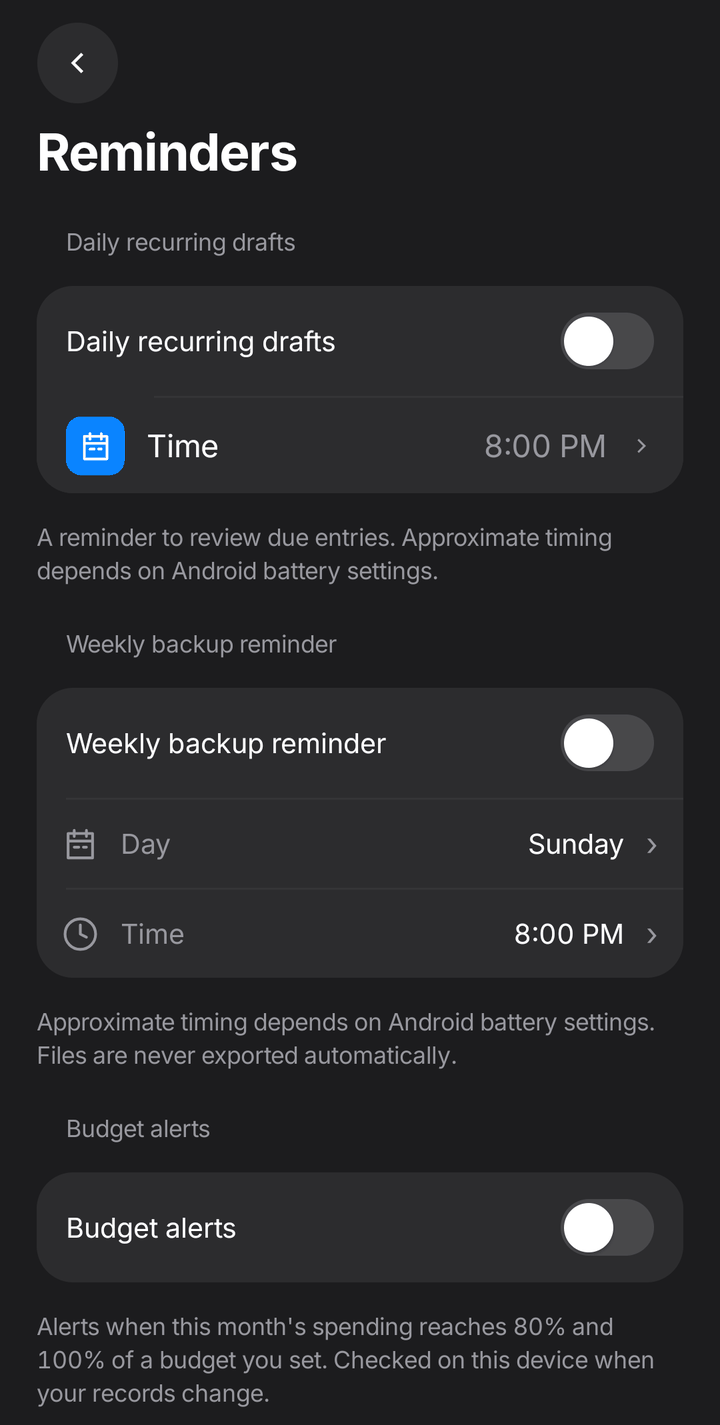 Reminders
Daily recurring drafts
Daily recurring drafts
Time 8:00 PM
A reminder to review due entries. Approximate timing
depends on Android battery settings.
Weekly backup reminder
Weekly backup reminder
Day Sunday
Time 8:00 PM
Approximate timing depends on Android battery settings.
Files are never exported automatically.
Budget alerts
Budget alerts
Alerts when this month's spending reaches 80% and
100% of a budget you set. Checked on this device when
your records change.